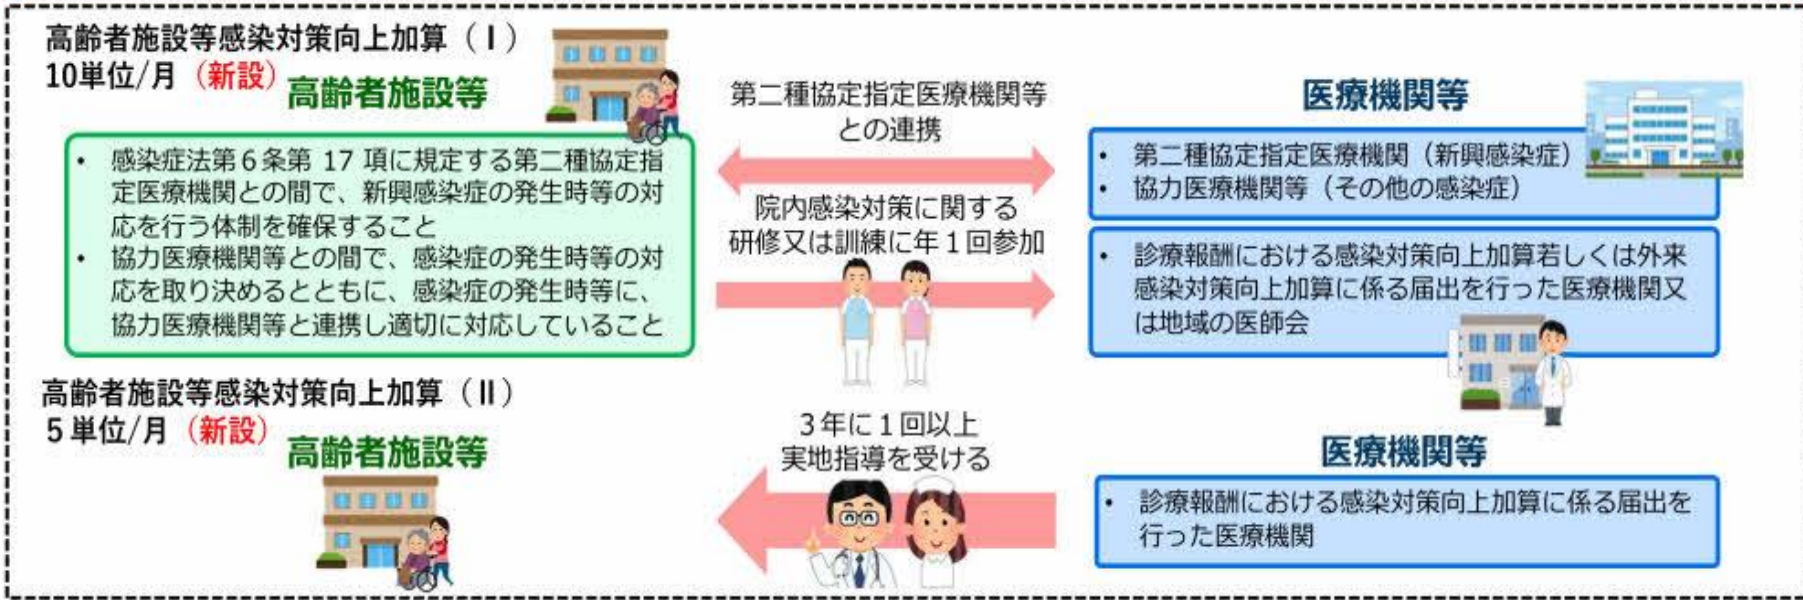 高齢者施設等感染対策向上加算（Ⅰ）
10単位/月（新設）
高齢者施設等
・ 感染症法第６条第 17 項に規定する第二種協定指
定医療機関との間で、新興感染症の発生時等の対
応を行う体制を確保すること
・ 協力医療機関等との間で、感染症の発生時等の対
応を取り決めるとともに、感染症の発生時等に、
協力医療機関等と連携し適切に対応していること
第二種協定指定医療機関等
との連携
院内感染対策に関する
研修又は訓練に年１回参加
医療機関等
・ 第二種協定指定医療機関（新興感染症）
・ 協力医療機関等（その他の感染症）
・ 診療報酬における感染対策向上加算若しくは外来
感染対策向上加算に係る届出を行った医療機関又
は地域の医師会
高齢者施設等感染対策向上加算（Ⅱ）
５単位/月（新設）
高齢者施設等
３年に１回以上
実地指導を受ける
医療機関等
・ 診療報酬における感染対策向上加算に係る届出を
行った医療機関